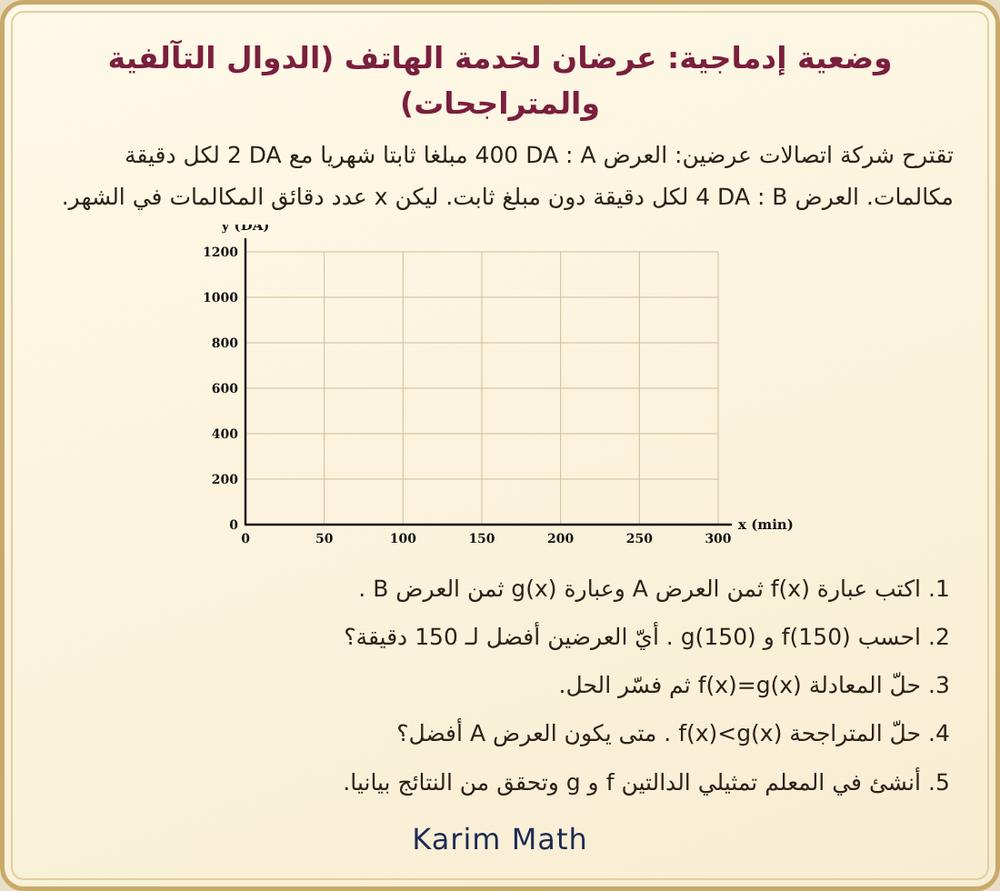 وضعية إدماجية: عرضان لخدمة الهاتف (الدوال التآلفية
والمتراجحات)
تقترح شركة اتصالات عرضين: العرض A : 400 DA مبلغا ثابتا شهريا مع 2 DA لكل دقيقة
مكالمات. العرض B : 4 DA لكل دقيقة دون مبلغ ثابت. ليكن x عدد دقائق المكالمات في الشهر.
y (DA)
1200
1000
800
600
400
200
0
0 50 100 150 200 250 300
x (min)
1. اكتب عبارة f(x) ثمن العرض A وعبارة g(x) ثمن العرض B .
2. احسب f(150) و g(150) . أيّ العرضين أفضل لـ 150 دقيقة؟
3. حلّ المعادلة f(x)=g(x) ثم فسّر الحل.
4. حلّ المتراجحة f(x)<g(x) . متى يكون العرض A أفضل؟
5. أنشئ في المعلم تمثيلي الدالتين f و g وتحقق من النتائج بيانيا.
Karim Math